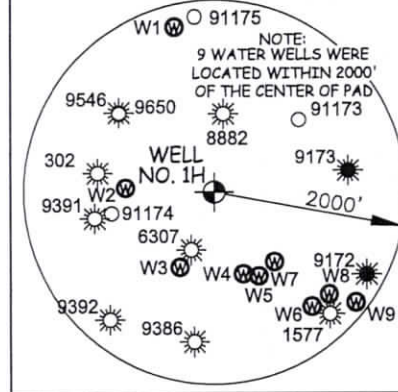 W1
91175
NOTE:
9 WATER WELLS WERE
LOCATED WITHIN 2000'
OF THE CENTER OF PAD
9546
9650
8882
91173
302
WELL
NO. 1H
9173
W2
9391
91174
2000'
6307
W3
W4
W5
W7
9172
W8
W6
W9
1577
9392
9386
W
W
W
W
W
W
W
W
W